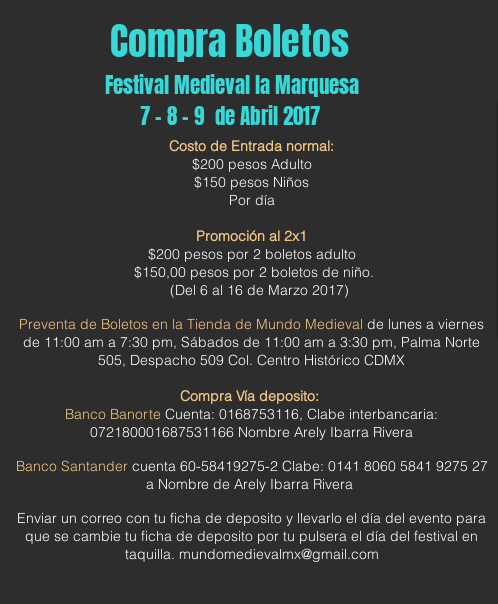 Compra Boletos
Festival Medieval la Marquesa
7 - 8 - 9 de Abril 2017
Costo de Entrada normal:
$200 pesos Adulto
$150 pesos Niños
Por día
Promoción al 2x1
$200 pesos por 2 boletos adulto
$150,00 pesos por 2 boletos de niño.
(Del 6 al 16 de Marzo 2017)
Preventa de Boletos en la Tienda de Mundo Medieval de lunes a viernes
de 11:00 am a 7:30 pm, Sábados de 11:00 am a 3:30 pm, Palma Norte
505, Despacho 509 Col. Centro Histórico CDMX
Compra Vía deposito:
Banco Banorte Cuenta: 0168753116, Clabe interbancaria:
072180001687531166 Nombre Arely Ibarra Rivera
Banco Santander cuenta 60-58419275-2 Clabe: 0141 8060 5841 9275 27
a Nombre de Arely Ibarra Rivera
Enviar un correo con tu ficha de deposito y llevarlo el día del evento para
que se cambie tu ficha de deposito por tu pulsera el día del festival en
taquilla. mundomedievalmx@gmail.com